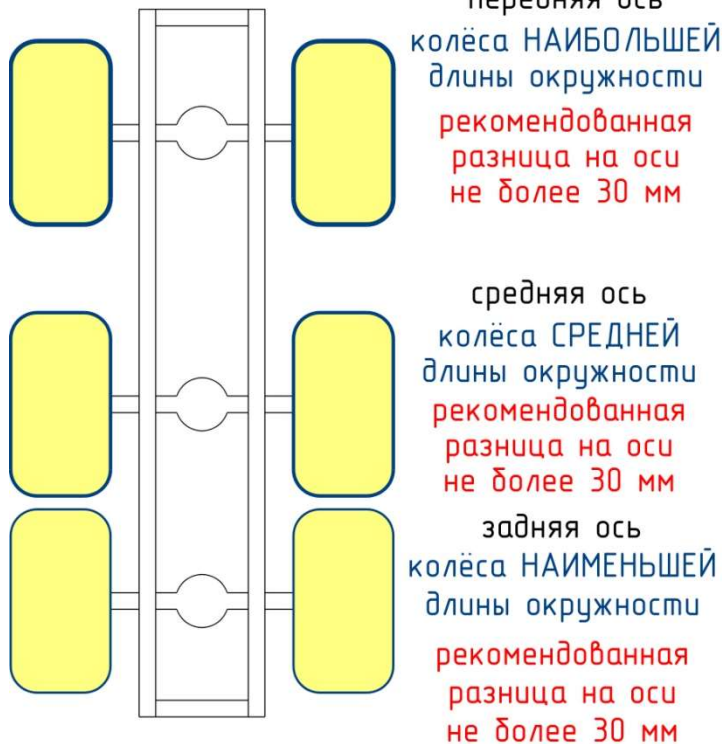 передняя ось
колёса НАИБОЛЬШЕЙ
длины окружности
рекомендованная
разница на оси
не более 30 мм
средняя ось
колёса СРЕДНЕЙ
длины окружности
рекомендованная
разница на оси
не более 30 мм
задняя ось
колёса НАИМЕНЬШЕЙ
длины окружности
рекомендованная
разница на оси
не более 30 мм